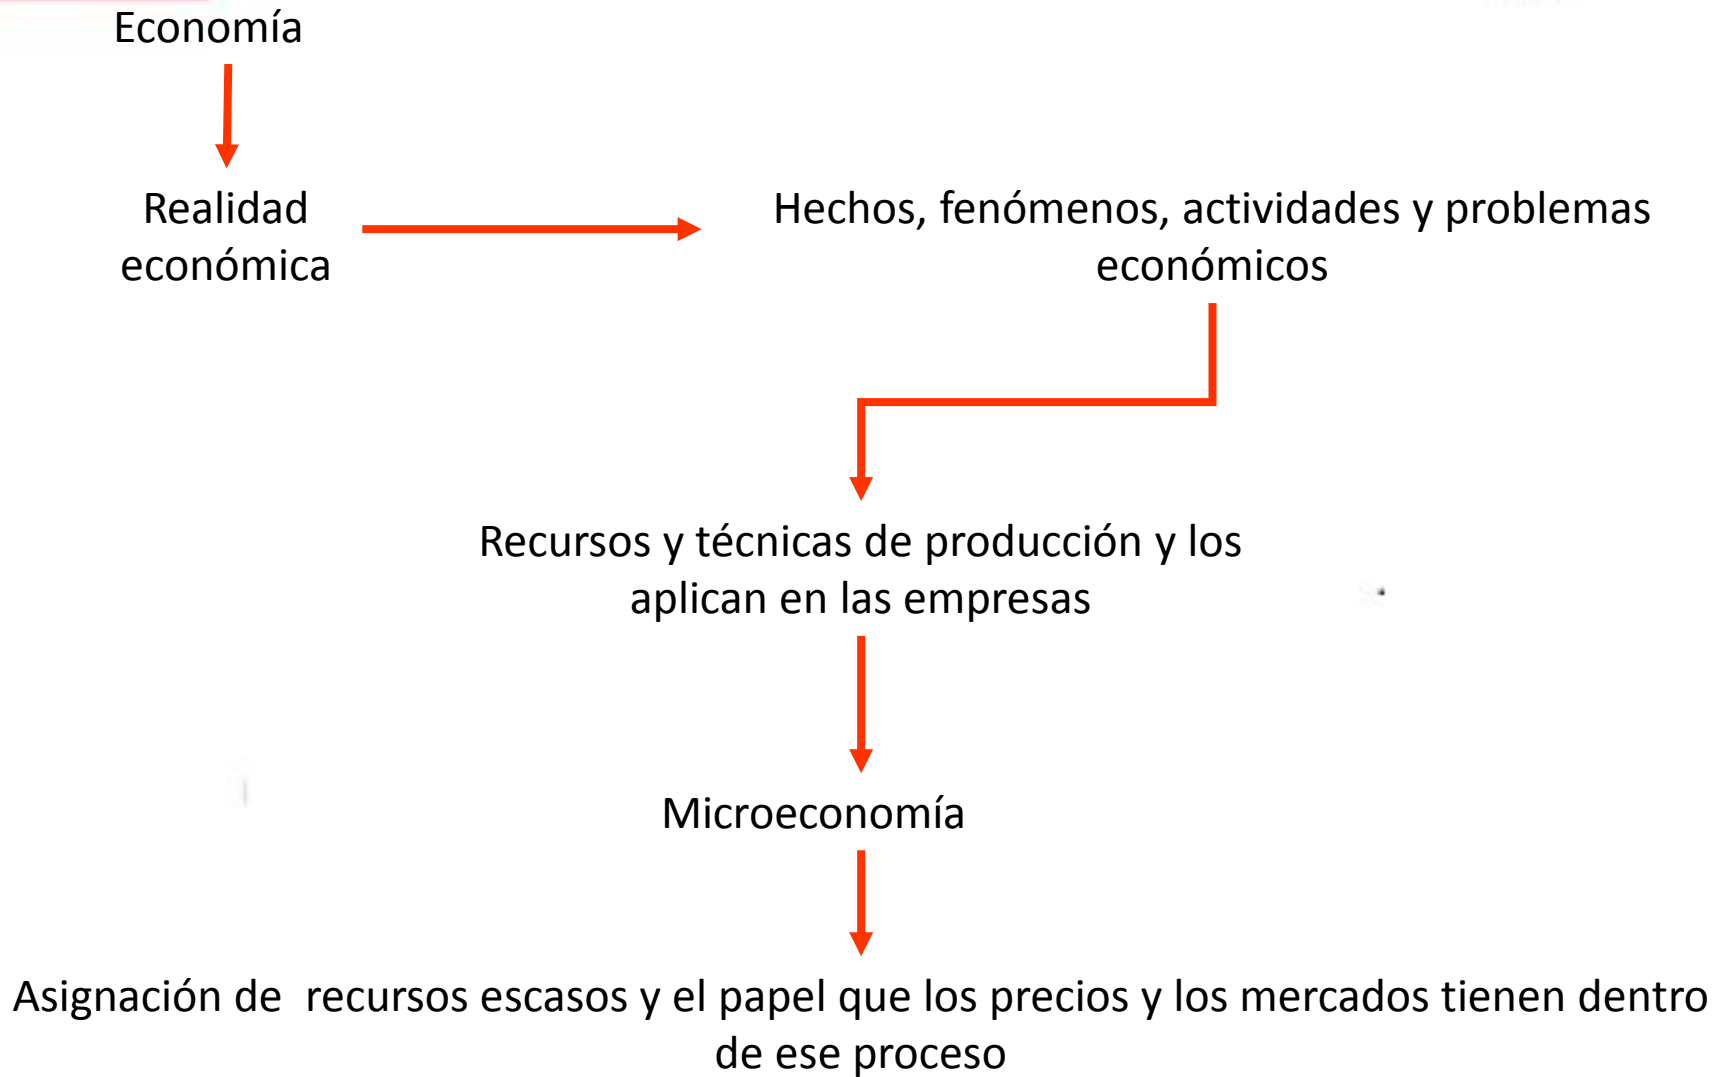 Economía
Realidad
económica
Hechos, fenómenos, actividades y problemas
económicos
Recursos y técnicas de producción y los
aplican en las empresas
Microeconomía
Asignación de  recursos escasos y el papel que los precios y los mercados tienen dentro
de ese proceso